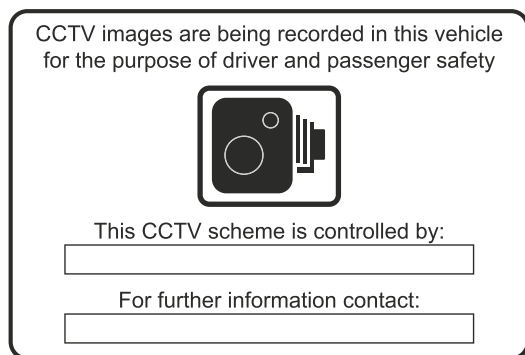 CCTV images are being recorded in this vehicle
for the purpose of driver and passenger safety
This CCTV scheme is controlled by:
For further information contact: